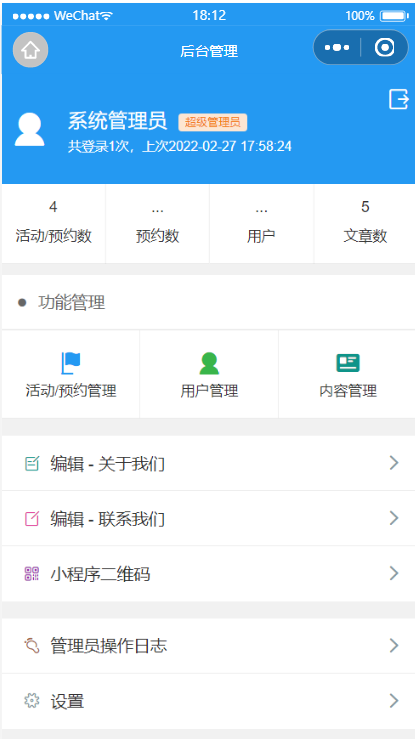 WeChat 18:12 100%
后台管理
系统管理员 超级管理员
共登录1次，上次2022-02-27 17:58:24
4 ... ... 5
活动/预约数 预约数 用户 文章数
功能管理
活动/预约管理 用户管理 内容管理
编辑 - 关于我们
编辑 - 联系我们
小程序二维码
管理员操作日志
设置